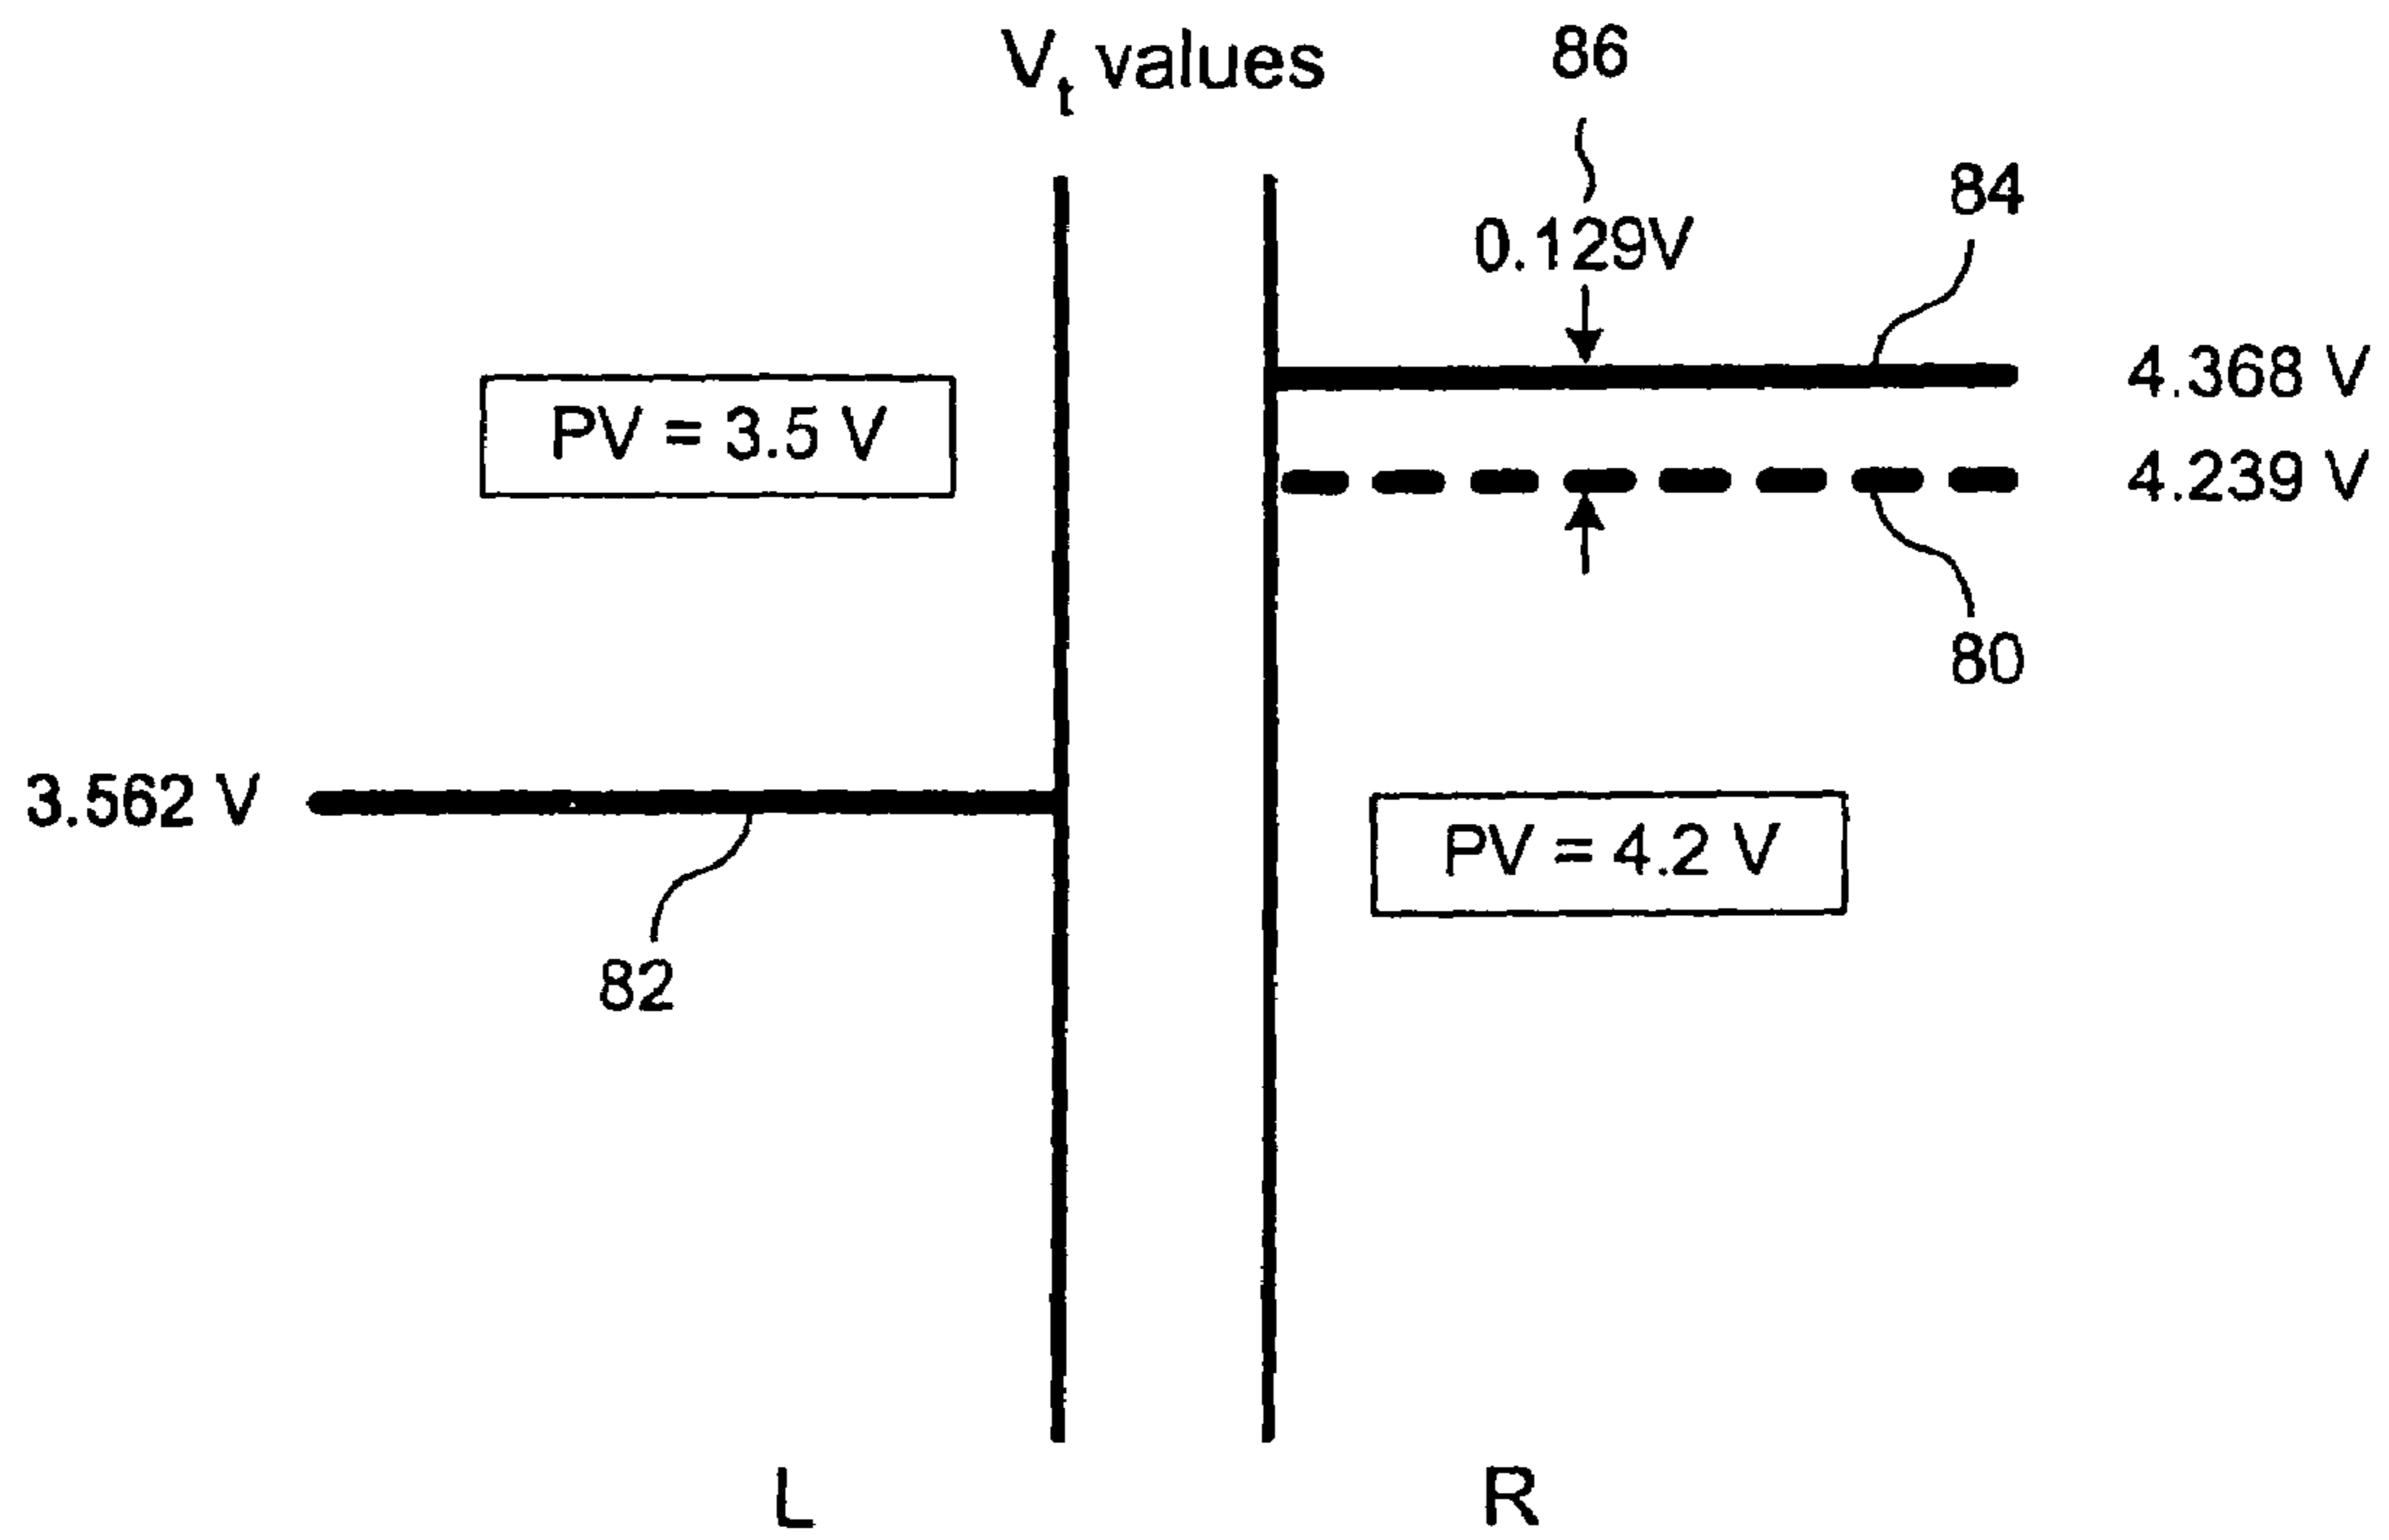 Vt values
86
84
0.129V
4.368 V
PV = 3.5 V
4.239 V
80
3.562 V
PV = 4.2 V
82
L
R